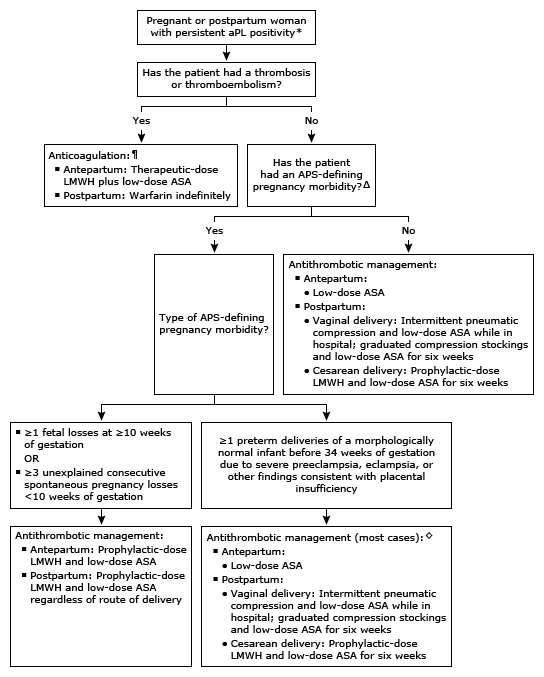 Pregnant or postpartum woman
with persistent aPL positivity*
Has the patient had a thrombosis
or thromboembolism?
Yes
No
Anticoagulation:¶
▪ Antepartum: Therapeutic-dose
LMWH plus low-dose ASA
▪ Postpartum: Warfarin indefinitely
Has the patient
had an APS-defining
pregnancy morbidity?Δ
Yes
No
Type of APS-defining
pregnancy morbidity?
Antithrombotic management:
▪ Antepartum:
● Low-dose ASA
▪ Postpartum:
● Vaginal delivery: Intermittent pneumatic
compression and low-dose ASA while in
hospital; graduated compression stockings
and low-dose ASA for six weeks
● Cesarean delivery: Prophylactic-dose
LMWH and low-dose ASA for six weeks
▪ ≥1 fetal losses at ≥10 weeks
of gestation
OR
▪ ≥3 unexplained consecutive
spontaneous pregnancy losses
<10 weeks of gestation
≥1 preterm deliveries of a morphologically
normal infant before 34 weeks of gestation
due to severe preeclampsia, eclampsia, or
other findings consistent with placental
insufficiency
Antithrombotic management:
▪ Antepartum: Prophylactic-dose
LMWH and low-dose ASA
▪ Postpartum: Prophylactic-dose
LMWH and low-dose ASA
regardless of route of delivery
Antithrombotic management (most cases):◇
▪ Antepartum:
● Low-dose ASA
▪ Postpartum:
● Vaginal delivery: Intermittent pneumatic
compression and low-dose ASA while in
hospital; graduated compression stockings
and low-dose ASA for six weeks
● Cesarean delivery: Prophylactic-dose
LMWH and low-dose ASA for six weeks